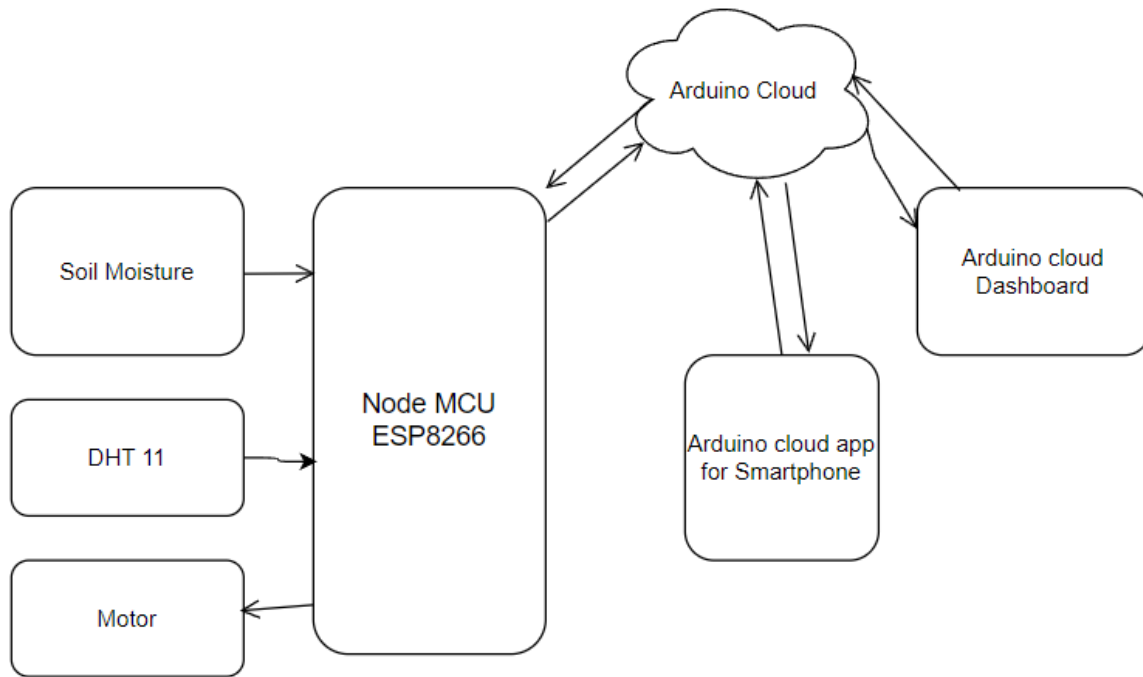 Arduino Cloud
Soil Moisture
Node MCU
ESP8266
DHT 11
Motor
Arduino cloud app
for Smartphone
Arduino cloud
Dashboard